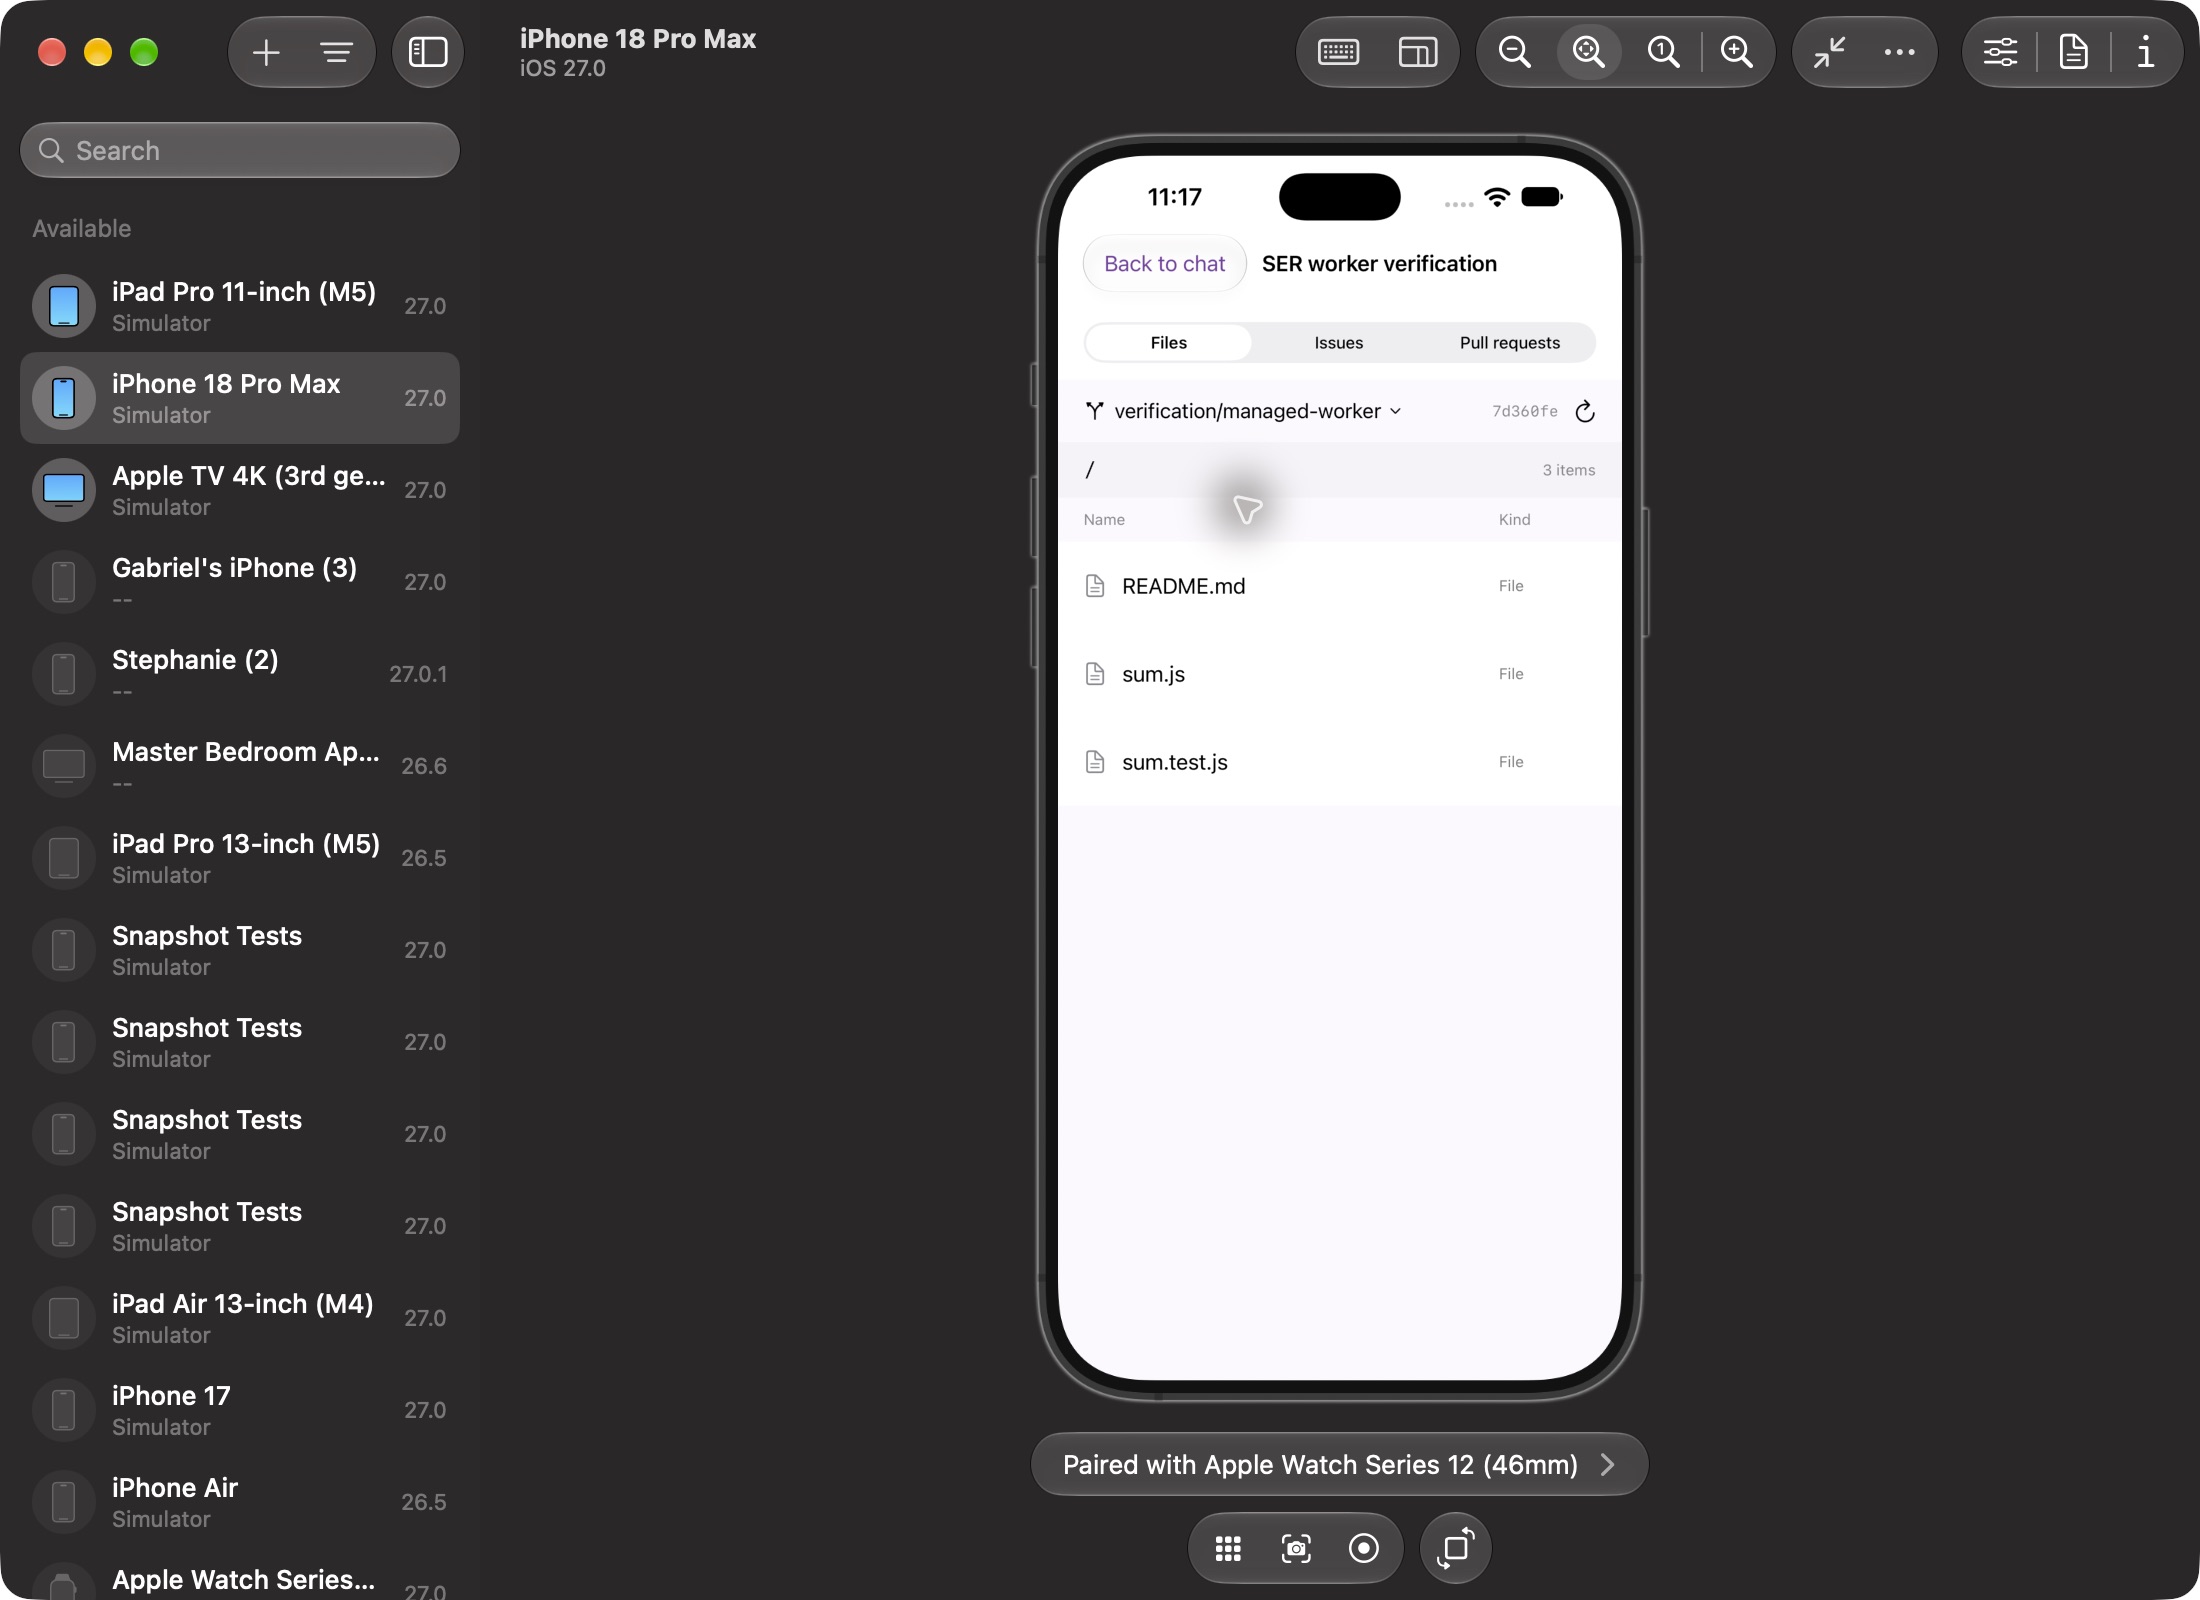 iPhone 18 Pro Max
iOS 27.0
Search
Available
iPad Pro 11-inch (M5)
Simulator
27.0
iPhone 18 Pro Max
Simulator
27.0
Apple TV 4K (3rd ge...
Simulator
27.0
Gabriel's iPhone (3)
--
27.0
Stephanie (2)
--
27.0.1
Master Bedroom Ap...
--
26.6
iPad Pro 13-inch (M5)
Simulator
26.5
Snapshot Tests
Simulator
27.0
Snapshot Tests
Simulator
27.0
Snapshot Tests
Simulator
27.0
Snapshot Tests
Simulator
27.0
iPad Air 13-inch (M4)
Simulator
27.0
iPhone 17
Simulator
27.0
iPhone Air
Simulator
26.5
Apple Watch Series...
27.0
11:17
Back to chat
SER worker verification
Files
Issues
Pull requests
verification/managed-worker
7d360fe
/
3 items
Name
Kind
README.md
File
sum.js
File
sum.test.js
File
Paired with Apple Watch Series 12 (46mm)